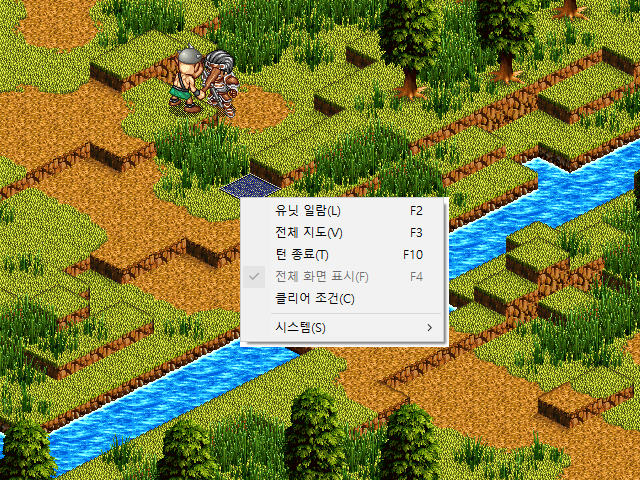 유닛 일람(L) F2
전체 지도(V) F3
턴 종료(T) F10
전체 화면 표시(F) F4
클리어 조건(C)
시스템(S)